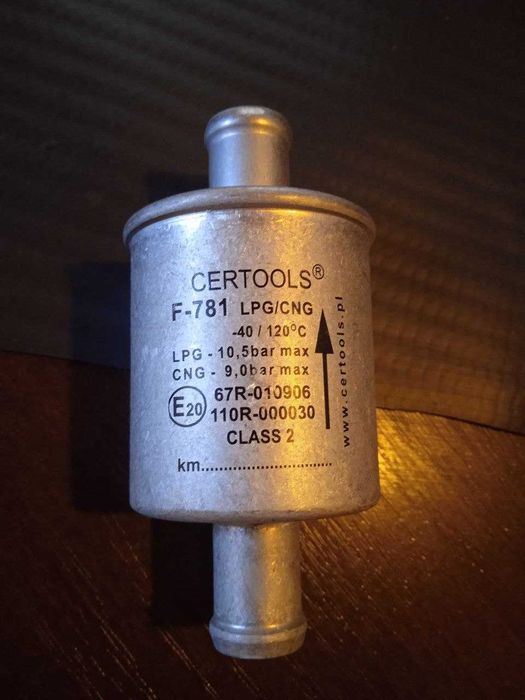 CERTOOLS®
F-781 LPG/CNG
-40 / 120°C
LPG - 10,5bar max
CNG - 9,0bar max
E20
67R-010906
110R-000030
CLASS 2
km..............................
www.certools.pl